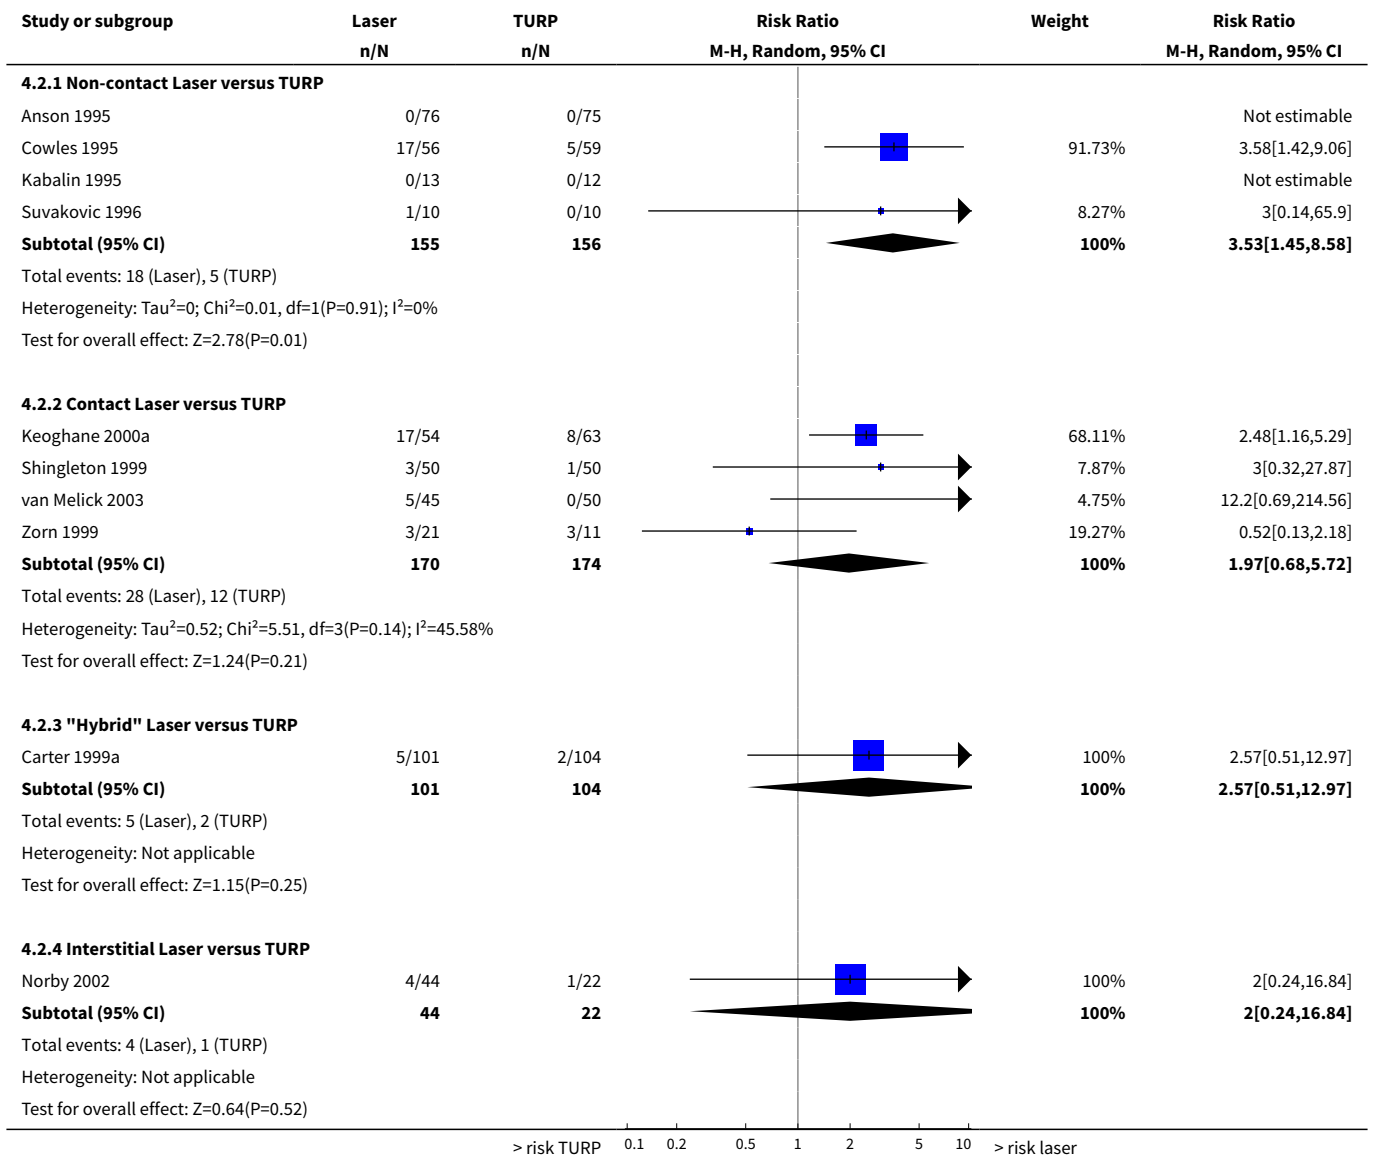 Study or subgroup Laser TURP Risk Ratio Weight Risk Ratio
n/N n/N M-H, Random, 95% CI M-H, Random, 95% CI
4.2.1 Non-contact Laser versus TURP
Anson 1995 0/76 0/75 Not estimable
Cowles 1995 17/56 5/59 91.73% 3.58[1.42,9.06]
Kabalin 1995 0/13 0/12 Not estimable
Suvakovic 1996 1/10 0/10 8.27% 3[0.14,65.9]
Subtotal (95% CI) 155 156 100% 3.53[1.45,8.58]
Total events: 18 (Laser), 5 (TURP)
Heterogeneity: Tau²=0; Chi²=0.01, df=1(P=0.91); I²=0%
Test for overall effect: Z=2.78(P=0.01)
4.2.2 Contact Laser versus TURP
Keoghane 2000a 17/54 8/63 68.11% 2.48[1.16,5.29]
Shingleton 1999 3/50 1/50 7.87% 3[0.32,27.87]
van Melick 2003 5/45 0/50 4.75% 12.2[0.69,214.56]
Zorn 1999 3/21 3/11 19.27% 0.52[0.13,2.18]
Subtotal (95% CI) 170 174 100% 1.97[0.68,5.72]
Total events: 28 (Laser), 12 (TURP)
Heterogeneity: Tau²=0.52; Chi²=5.51, df=3(P=0.14); I²=45.58%
Test for overall effect: Z=1.24(P=0.21)
4.2.3 "Hybrid" Laser versus TURP
Carter 1999a 5/101 2/104 100% 2.57[0.51,12.97]
Subtotal (95% CI) 101 104 100% 2.57[0.51,12.97]
Total events: 5 (Laser), 2 (TURP)
Heterogeneity: Not applicable
Test for overall effect: Z=1.15(P=0.25)
4.2.4 Interstitial Laser versus TURP
Norby 2002 4/44 1/22 100% 2[0.24,16.84]
Subtotal (95% CI) 44 22 100% 2[0.24,16.84]
Total events: 4 (Laser), 1 (TURP)
Heterogeneity: Not applicable
Test for overall effect: Z=0.64(P=0.52)
> risk TURP 0.1 0.2 0.5 1 2 5 10 > risk laser